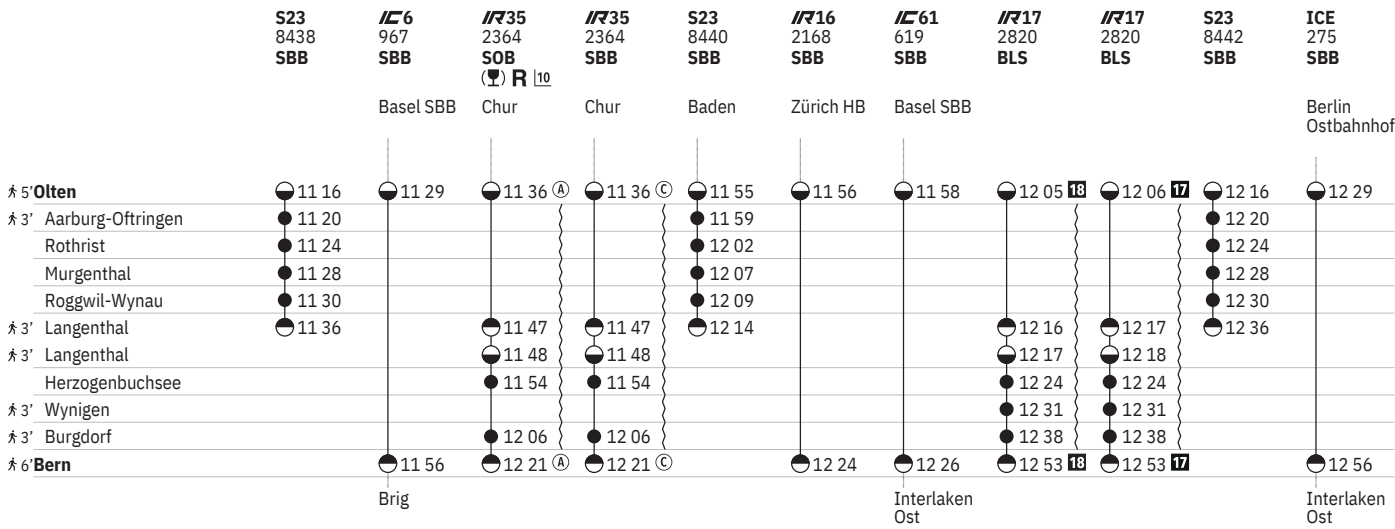 S23 IC6 IR35 IR35 S23 IR16 IC61 IR17 IR17 S23 ICE
8438 967 2364 2364 8440 2168 619 2820 2820 8442 275
SBB SBB SOB SBB SBB SBB SBB BLS BLS SBB SBB
R 10
Basel SBB Chur Chur Baden Zürich HB Basel SBB Berlin
Ostbahnhof
5' Olten 11 16 11 29 11 36 A 11 36 C 11 55 11 56 11 58 12 05 18 12 06 17 12 16 12 29
3' Aarburg-Oftringen 11 20 11 59 12 20
Rothrist 11 24 12 02 12 24
Murgenthal 11 28 12 07 12 28
Roggwil-Wynau 11 30 12 09 12 30
3' Langenthal 11 36 11 47 11 47 12 14 12 16 12 17 12 36
3' Langenthal 11 48 11 48 12 17 12 18
Herzogenbuchsee 11 54 11 54 12 24 12 24
3' Wynigen 12 31 12 31
3' Burgdorf 12 06 12 06 12 38 12 38
6' Bern 11 56 12 21 A 12 21 C 12 24 12 26 12 53 18 12 53 17 12 56
Brig Interlaken Interlaken
Ost Ost